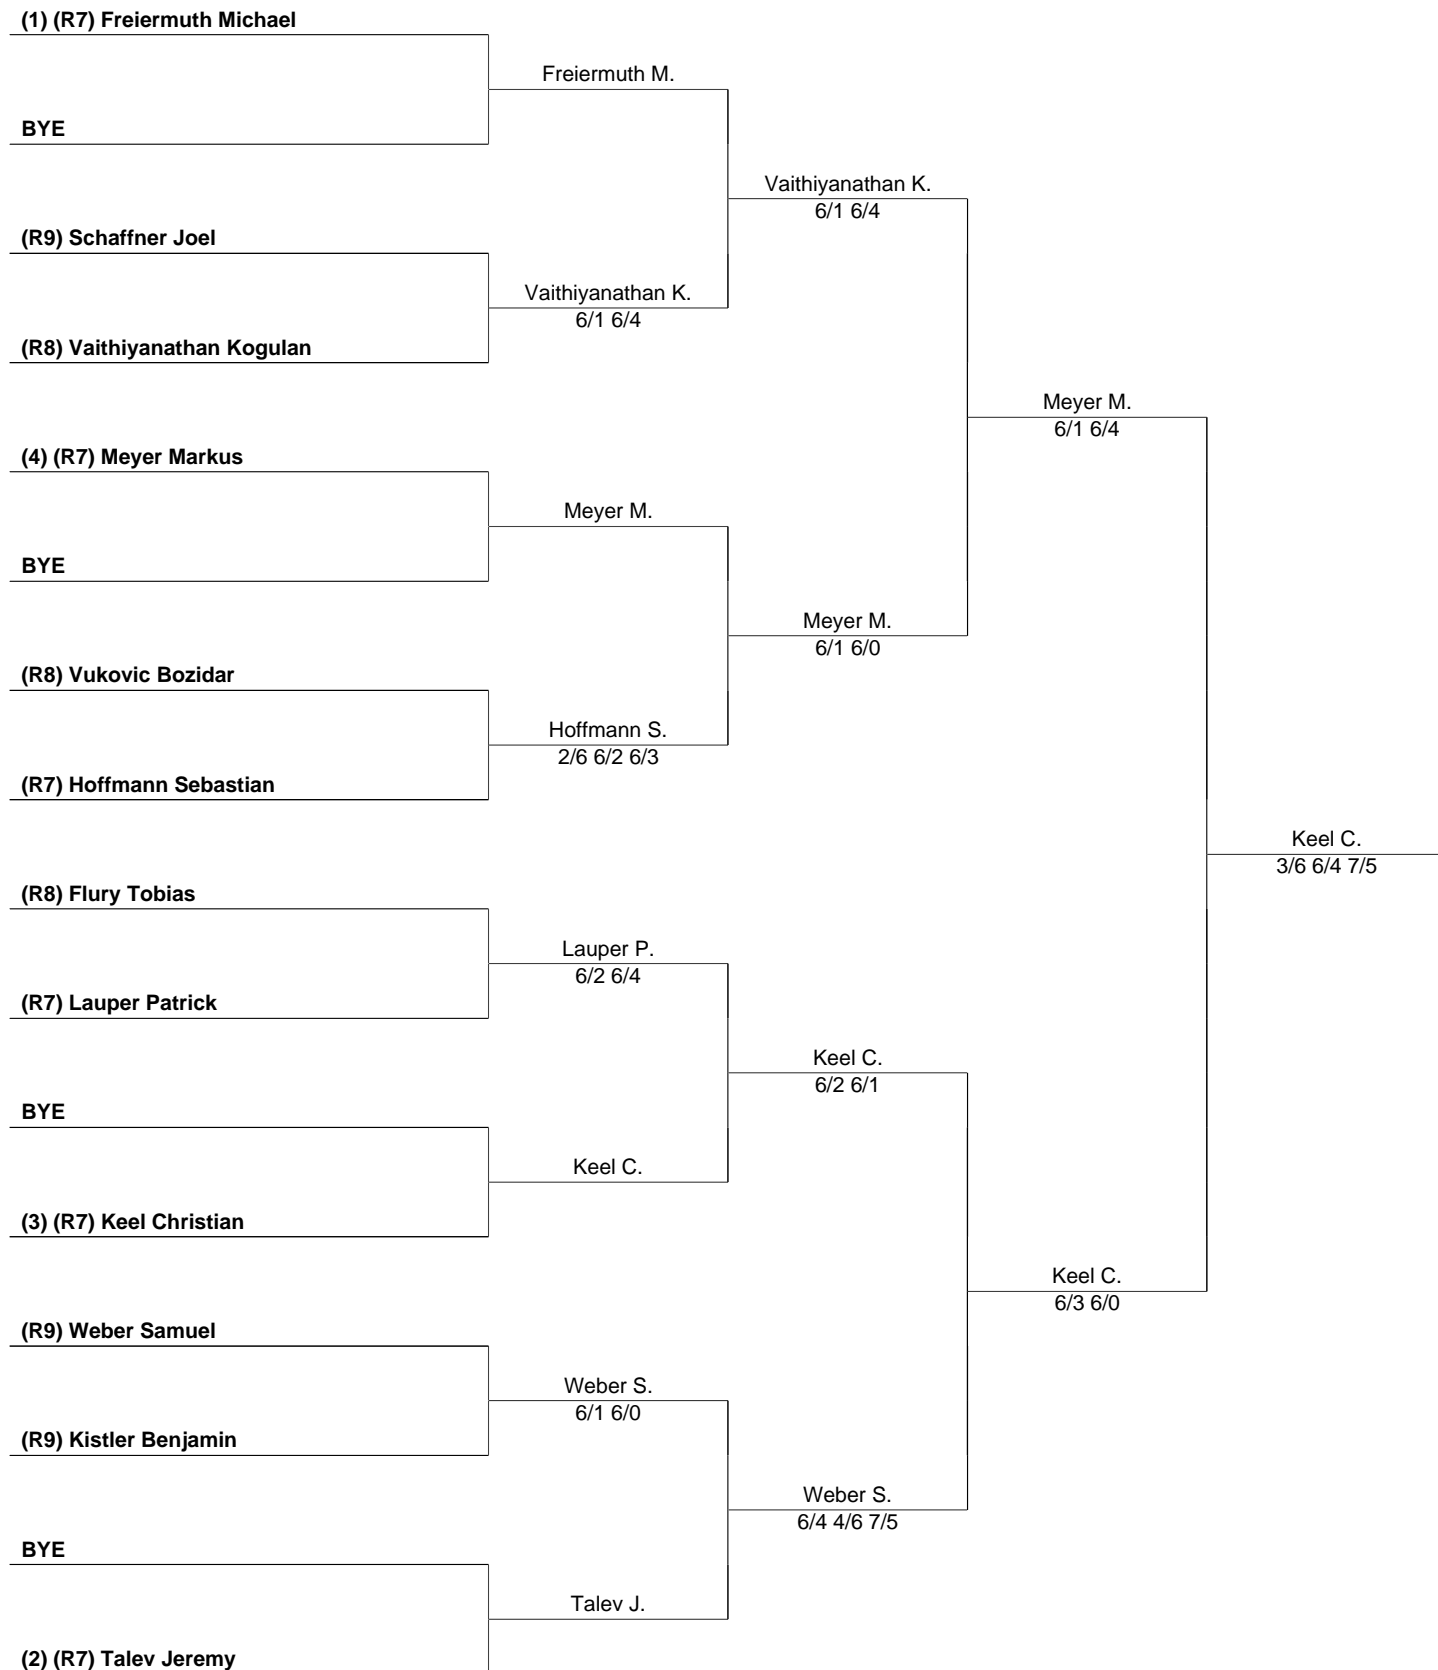 (1) (R7) Freiermuth Michael
Freiermuth M.
BYE
Vaithiyanathan K.
6/1 6/4
(R9) Schaffner Joel
Vaithiyanathan K.
6/1 6/4
(R8) Vaithiyanathan Kogulan
Meyer M.
6/1 6/4
(4) (R7) Meyer Markus
Meyer M.
BYE
Meyer M.
6/1 6/0
(R8) Vukovic Bozidar
Hoffmann S.
2/6 6/2 6/3
(R7) Hoffmann Sebastian
Keel C.
3/6 6/4 7/5
(R8) Flury Tobias
Lauper P.
6/2 6/4
(R7) Lauper Patrick
Keel C.
6/2 6/1
BYE
Keel C.
(3) (R7) Keel Christian
Keel C.
6/3 6/0
(R9) Weber Samuel
Weber S.
6/1 6/0
(R9) Kistler Benjamin
Weber S.
6/4 4/6 7/5
BYE
Talev J.
(2) (R7) Talev Jeremy